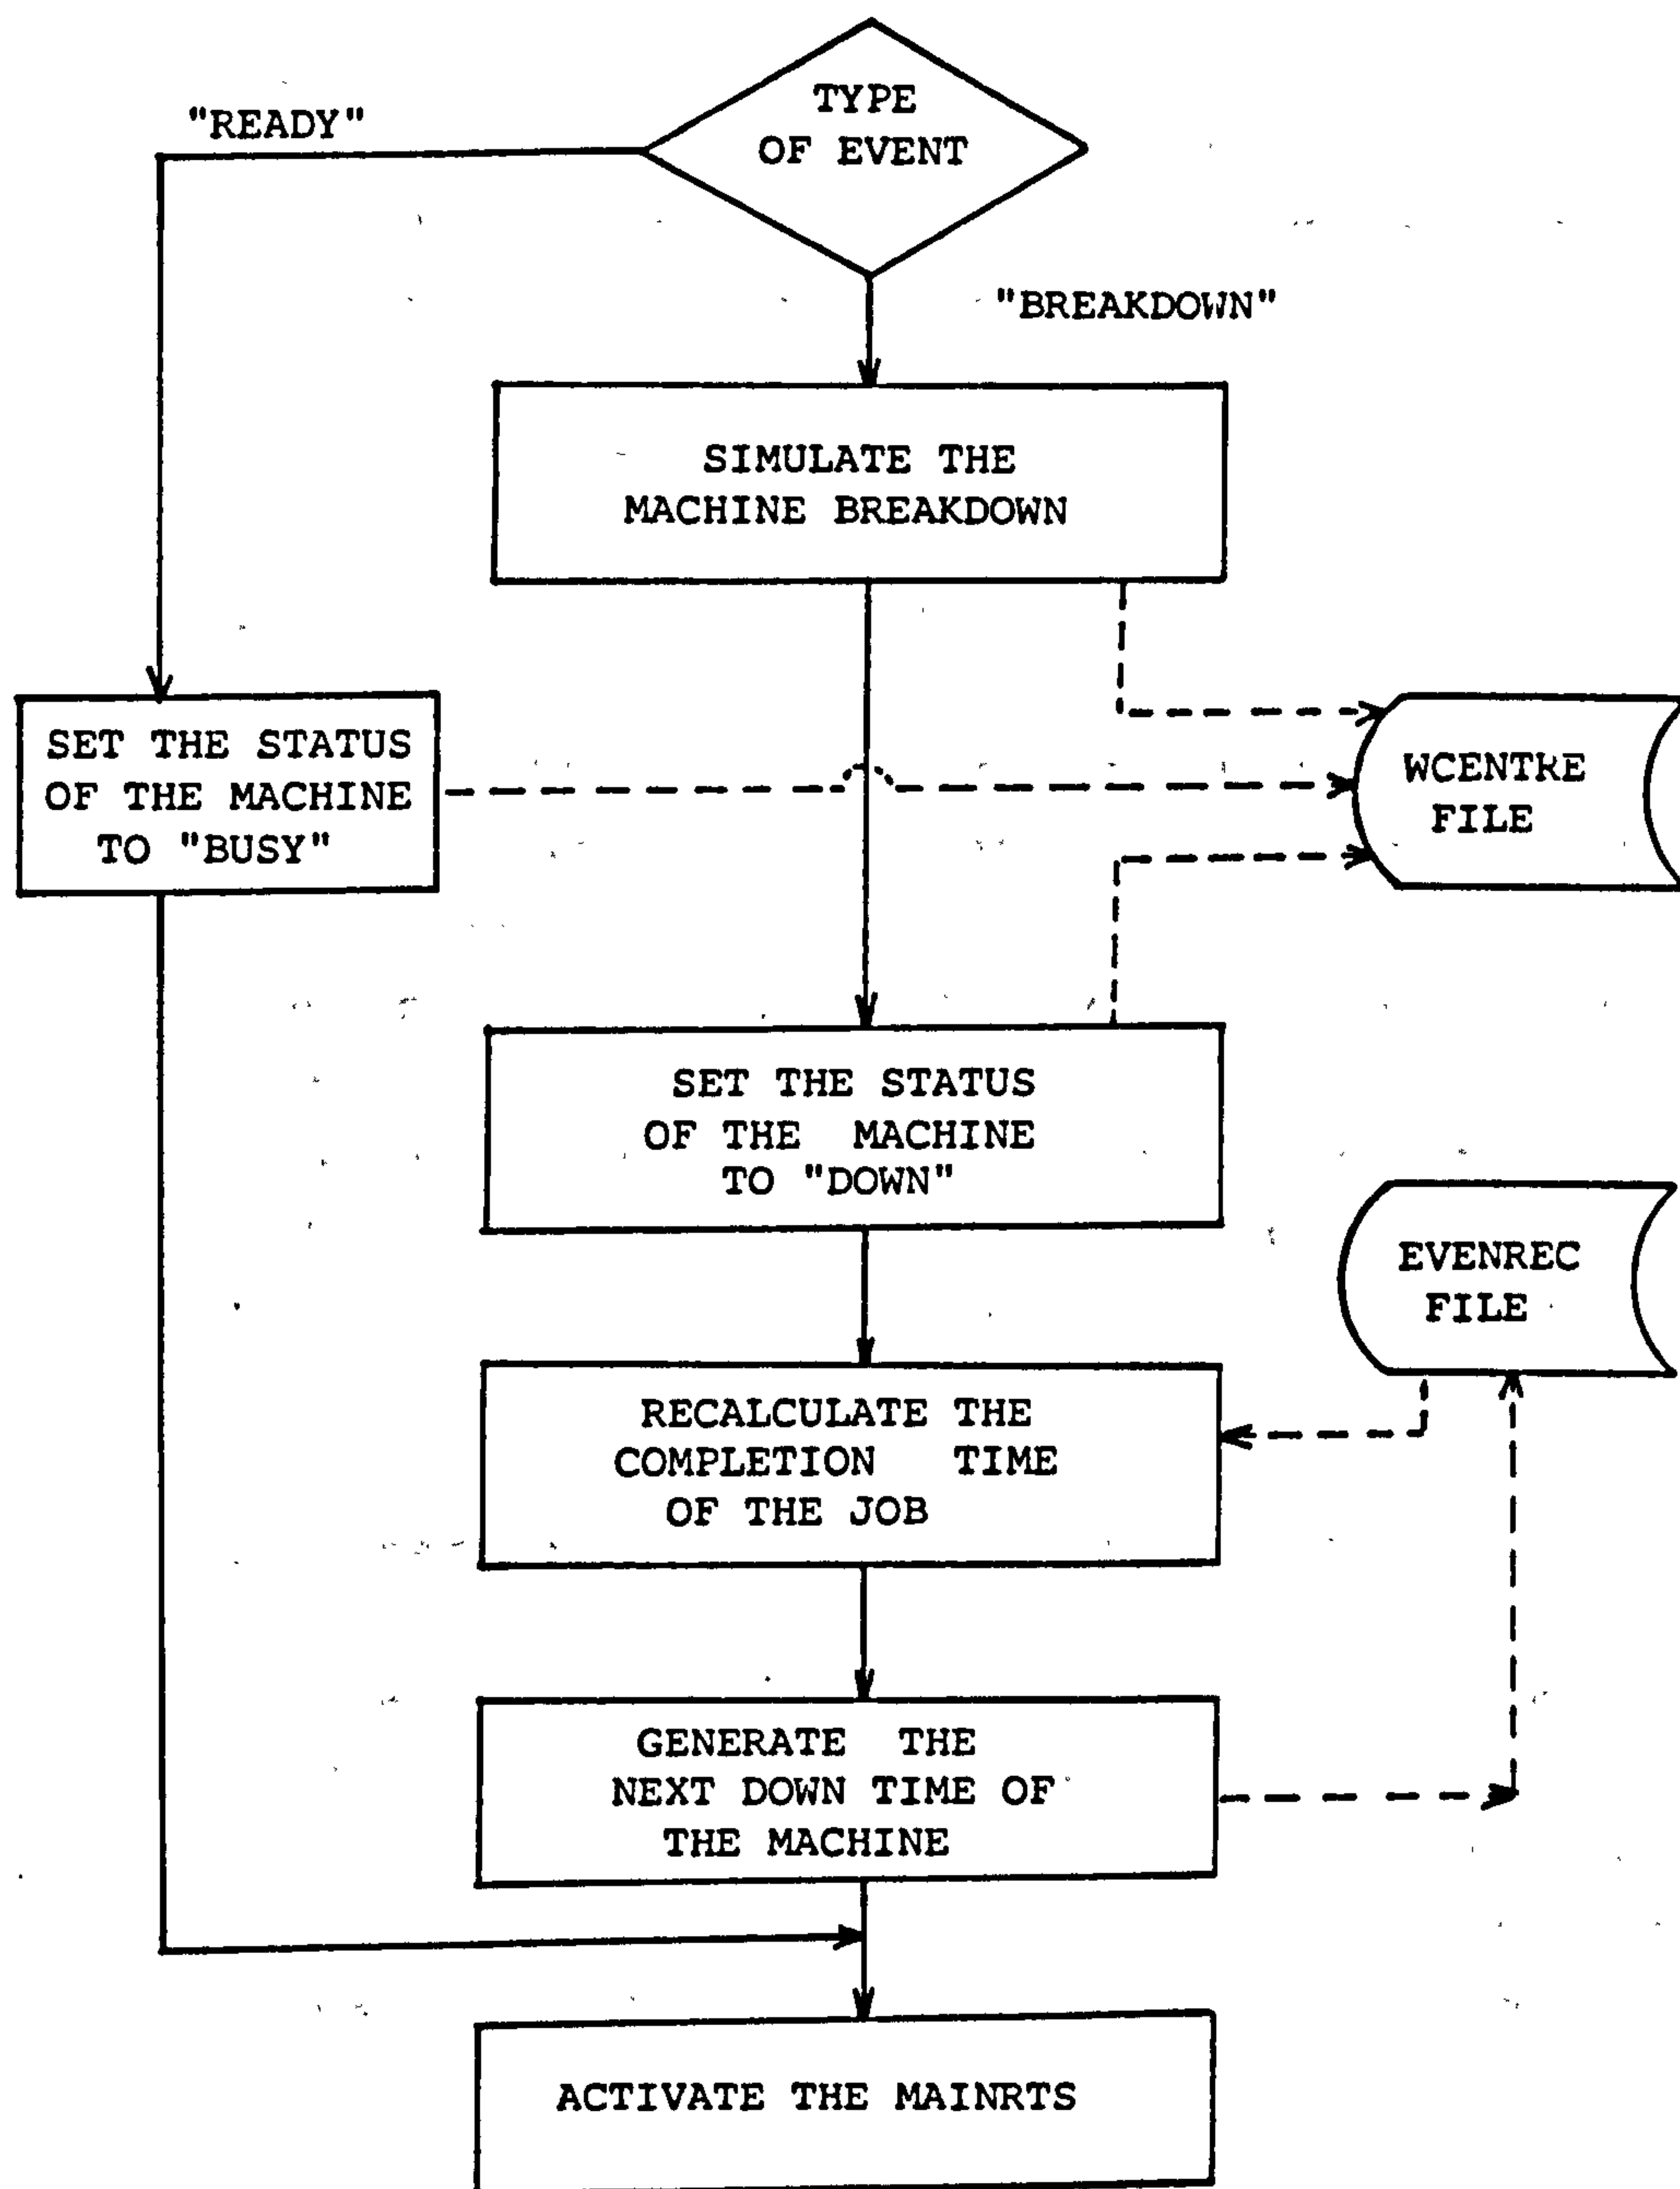 TYPE
OF EVENT
"READY"
"BREAKDOWN"
SIMULATE THE
MACHINE BREAKDOWN
SET THE STATUS
OF THE MACHINE
TO "BUSY"
WCENTRE
FILE
SET THE STATUS
OF THE MACHINE
TO "DOWN"
EVENREC
FILE
RECALCULATE THE
COMPLETION TIME
OF THE JOB
GENERATE THE
NEXT DOWN TIME OF
THE MACHINE
ACTIVATE THE MAINRTS